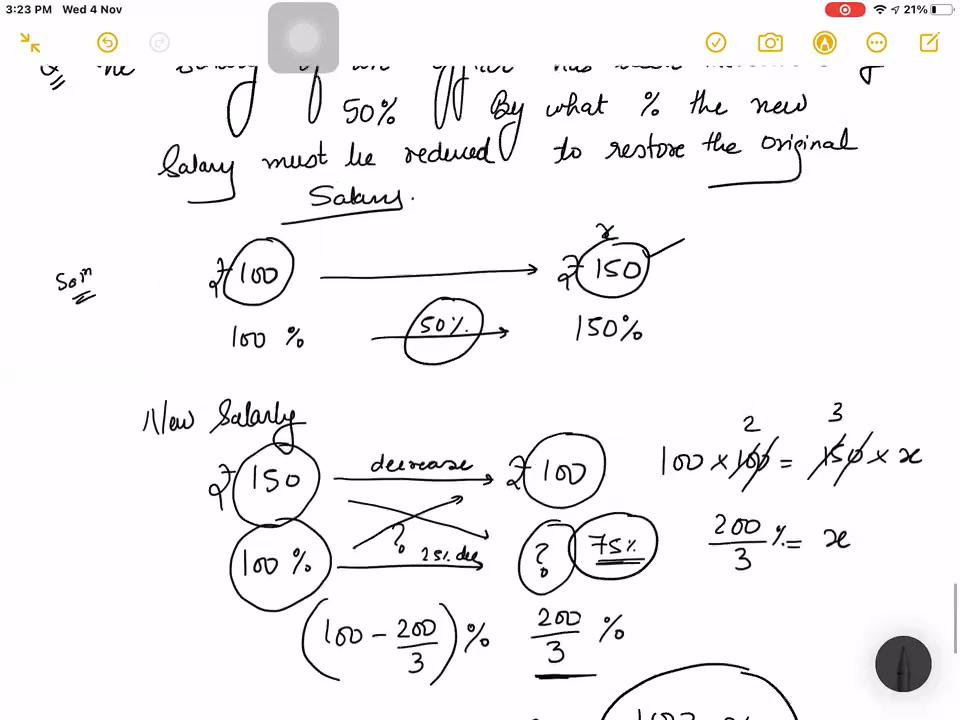 3:23 PM Wed 4 Nov 21%
50% By what % the new
Salary must be reduced to restore the original
Salary.
x
Soln ₹100 ₹150
100 % 50% 150%
New Salarly
2 3
₹150 decrease ₹100 100 × 100 = 150 × x
100 % ? 25% dec ? 75% 200/3 % = x
(100 - 200/3) % 200/3 %